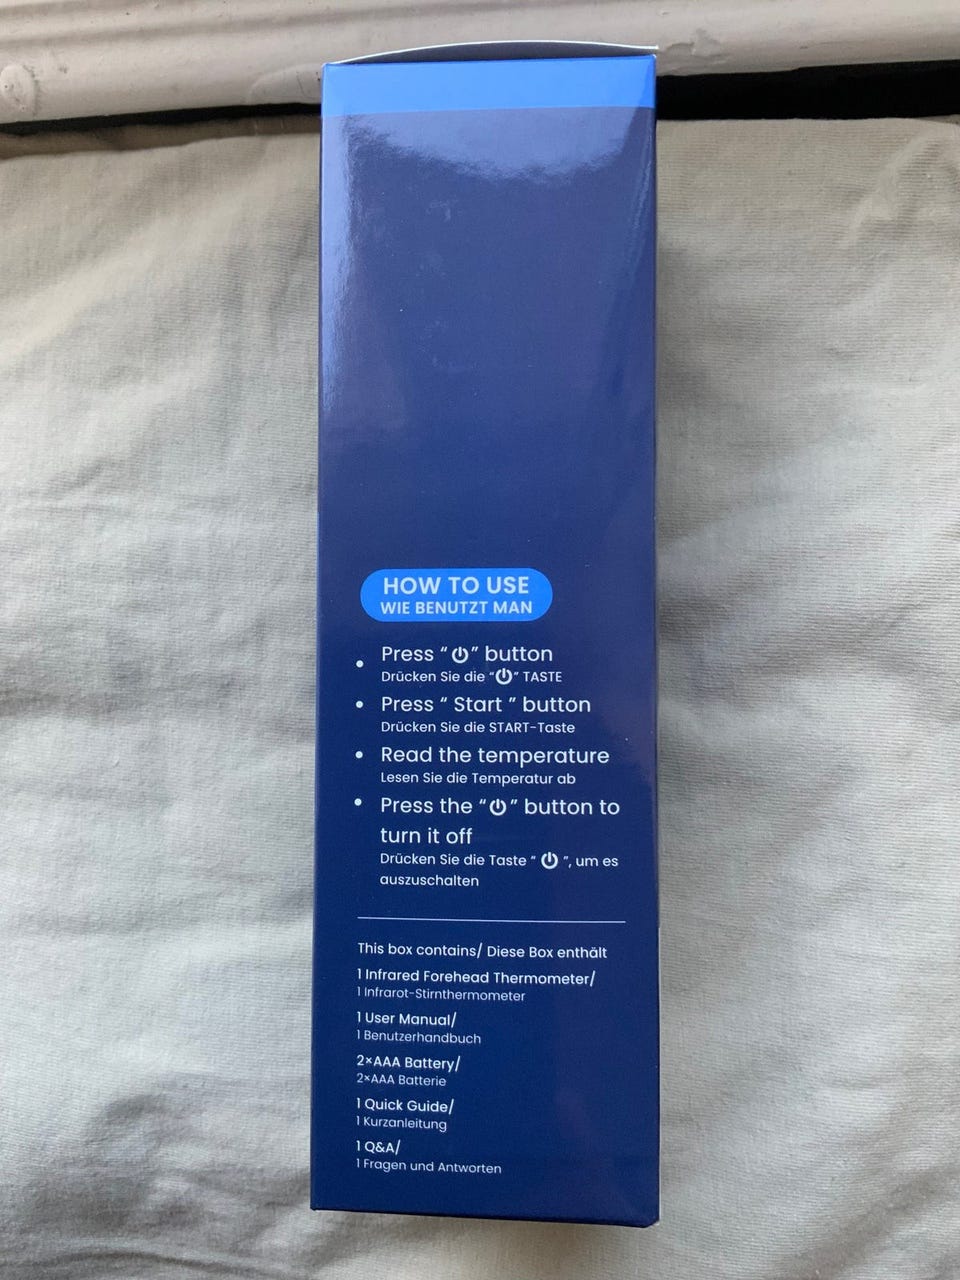 HOW TO USE
WIE BENUTZT MAN
• Press “⏻” button
Drücken Sie die “⏻” TASTE
• Press “ Start ” button
Drücken Sie die START-Taste
• Read the temperature
Lesen Sie die Temperatur ab
• Press the “⏻” button to
turn it off
Drücken Sie die Taste “ ⏻ ”, um es
auszuschalten
This box contains/ Diese Box enthält
1 Infrared Forehead Thermometer/
1 Infrarot-Stirnthermometer
1 User Manual/
1 Benutzerhandbuch
2×AAA Battery/
2×AAA Batterie
1 Quick Guide/
1 Kurzanleitung
1 Q&A/
1 Fragen und Antworten